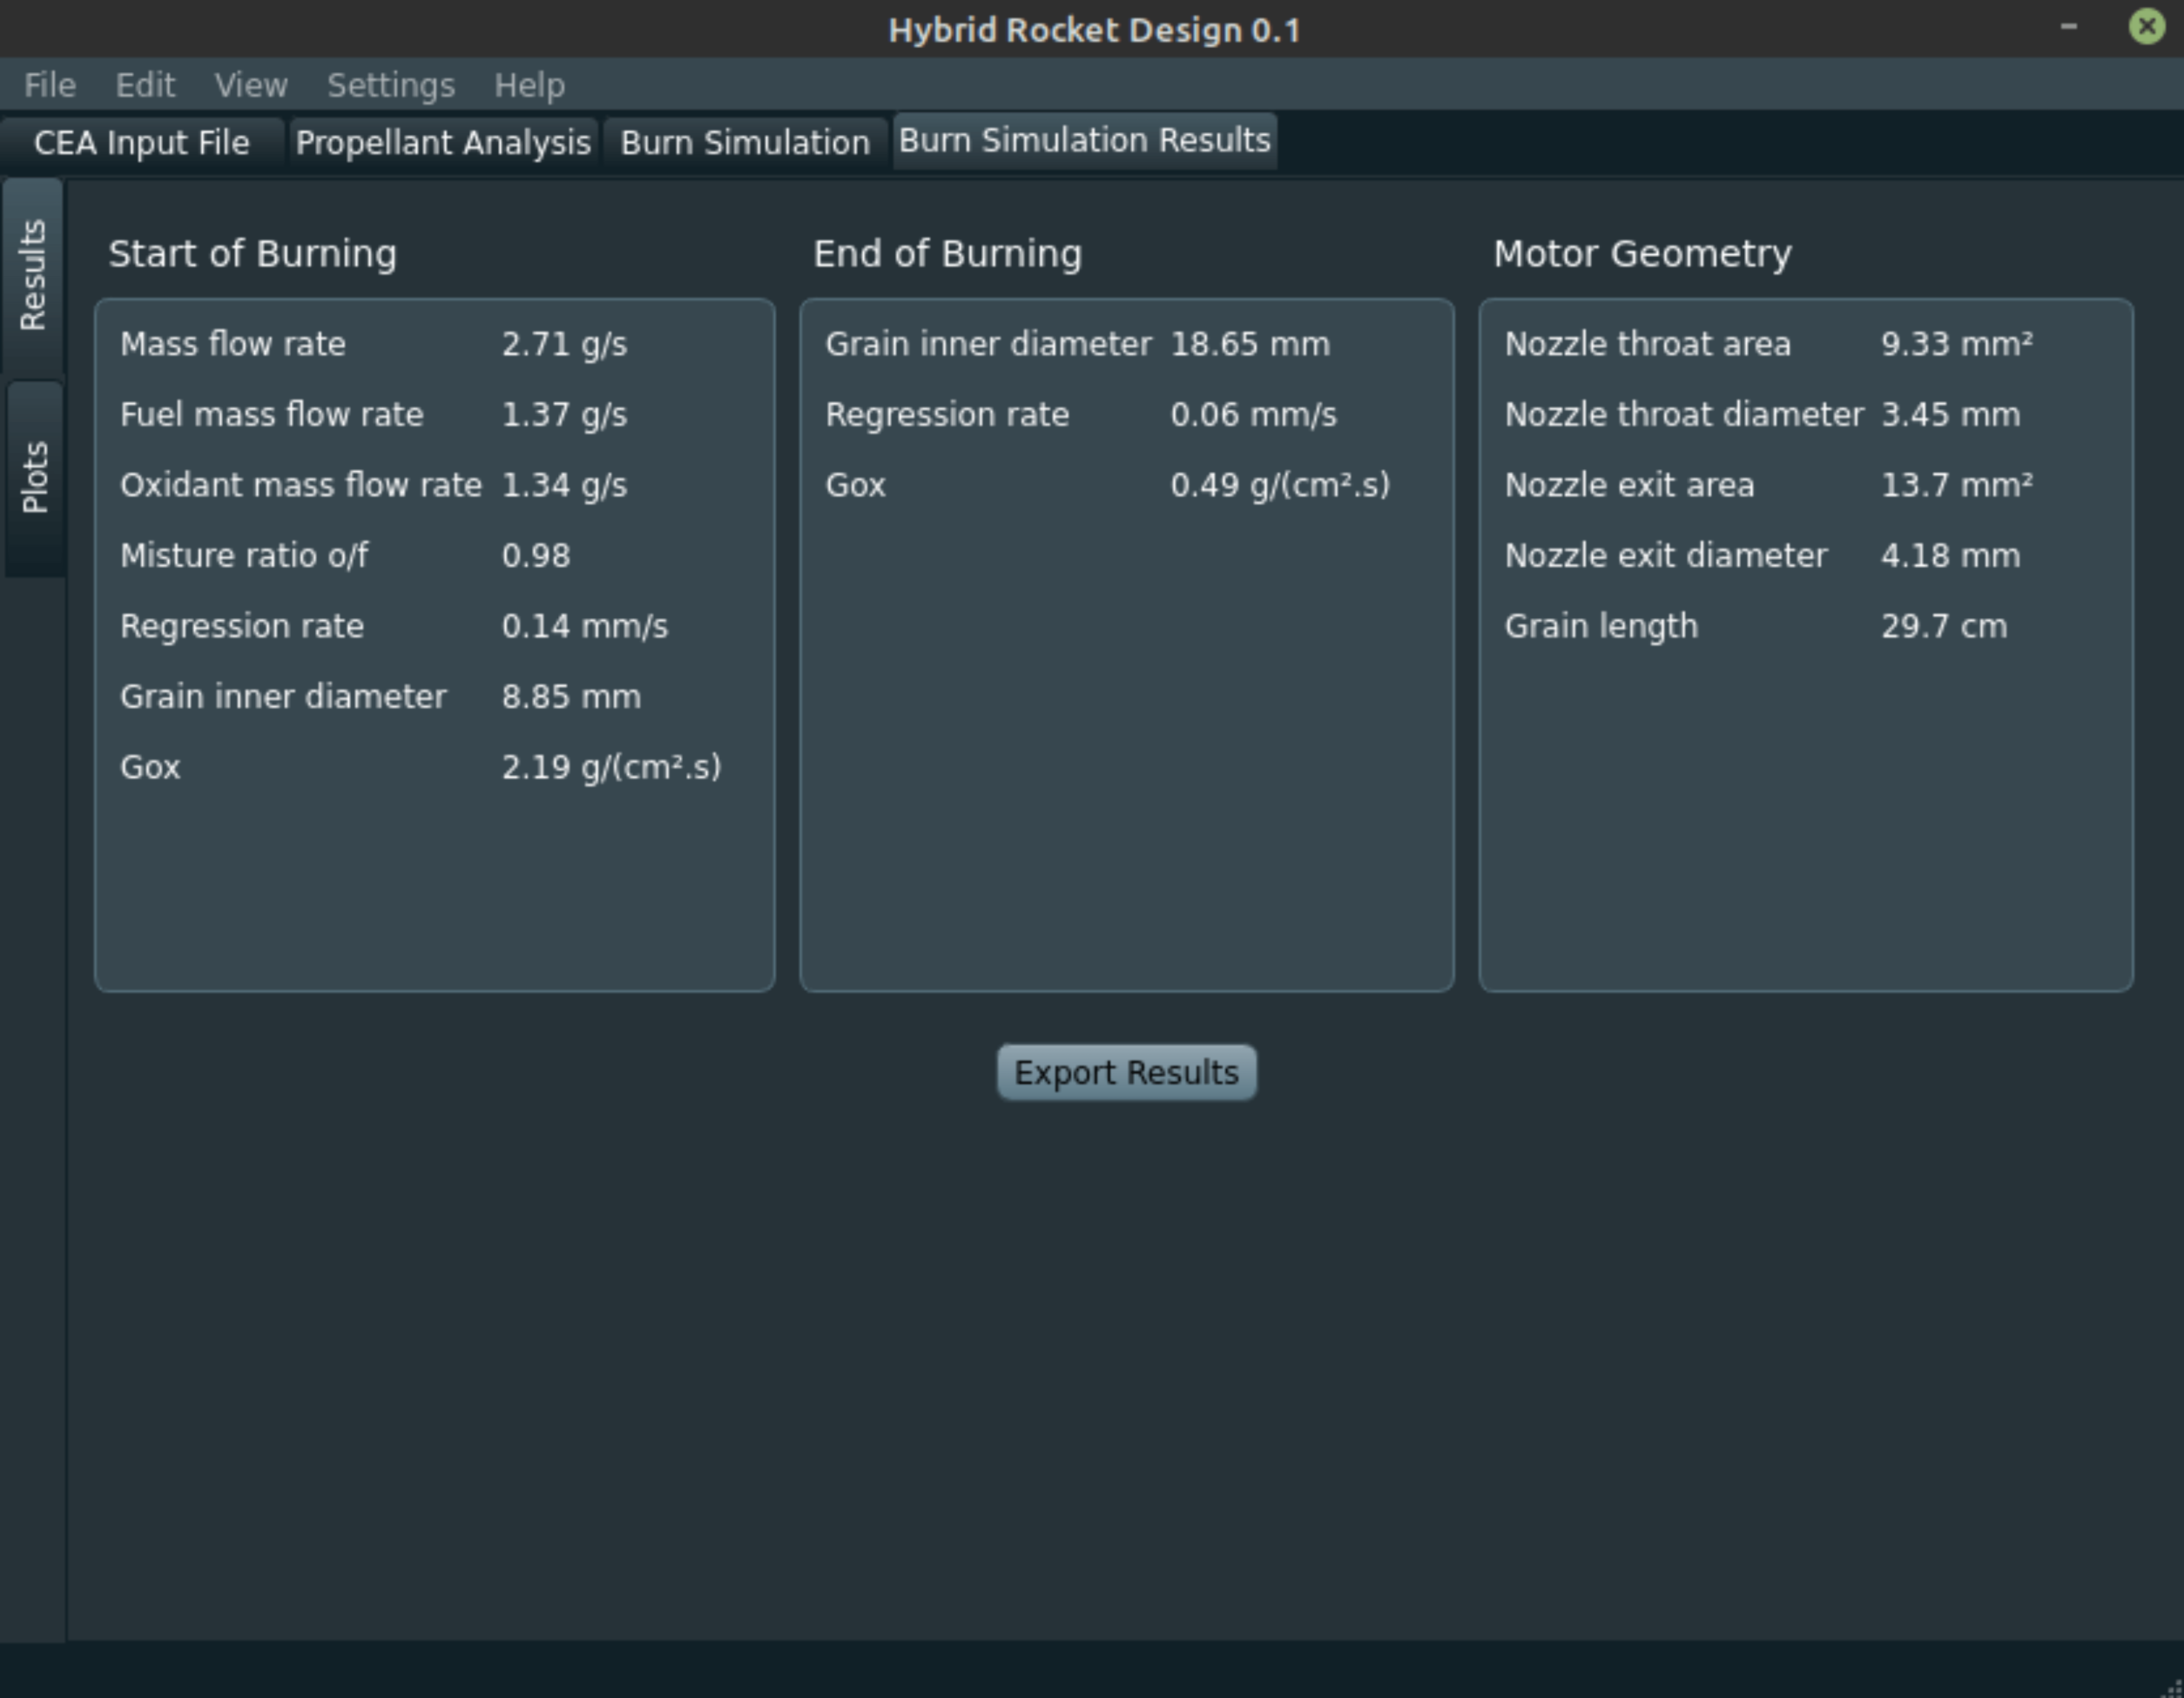 Hybrid Rocket Design 0.1
File Edit View Settings Help
CEA Input File Propellant Analysis Burn Simulation Burn Simulation Results
Results
Plots
Start of Burning
Mass flow rate 2.71 g/s
Fuel mass flow rate 1.37 g/s
Oxidant mass flow rate 1.34 g/s
Misture ratio o/f 0.98
Regression rate 0.14 mm/s
Grain inner diameter 8.85 mm
Gox 2.19 g/(cm².s)
End of Burning
Grain inner diameter 18.65 mm
Regression rate 0.06 mm/s
Gox 0.49 g/(cm².s)
Motor Geometry
Nozzle throat area 9.33 mm²
Nozzle throat diameter 3.45 mm
Nozzle exit area 13.7 mm²
Nozzle exit diameter 4.18 mm
Grain length 29.7 cm
Export Results